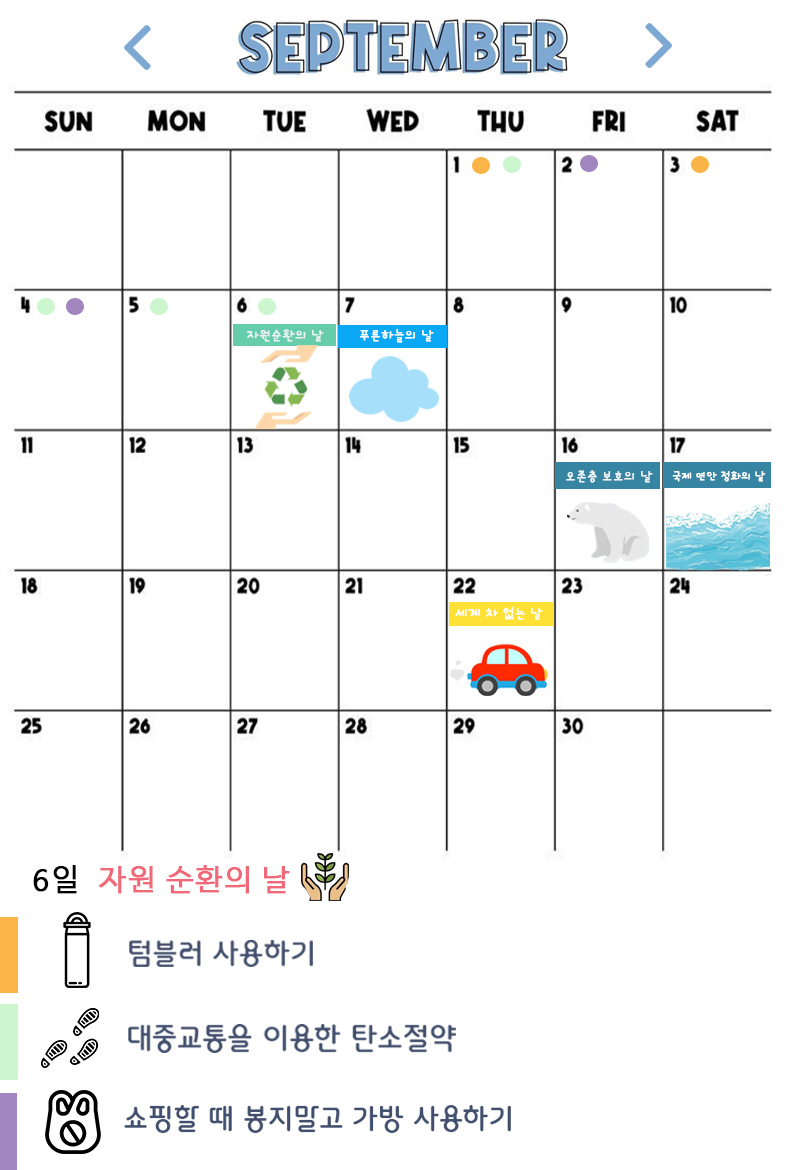 SEPTEMBER
SUN MON TUE WED THU FRI SAT
1 2 3
4 5 6 7 8 9 10
자원순환의 날 푸른하늘의 날
11 12 13 14 15 16 17
오존층 보호의 날 국제 연안 정화의 날
18 19 20 21 22 23 24
세계 차 없는 날
25 26 27 28 29 30
6일 자원 순환의 날
텀블러 사용하기
대중교통을 이용한 탄소절약
쇼핑할 때 봉지말고 가방 사용하기